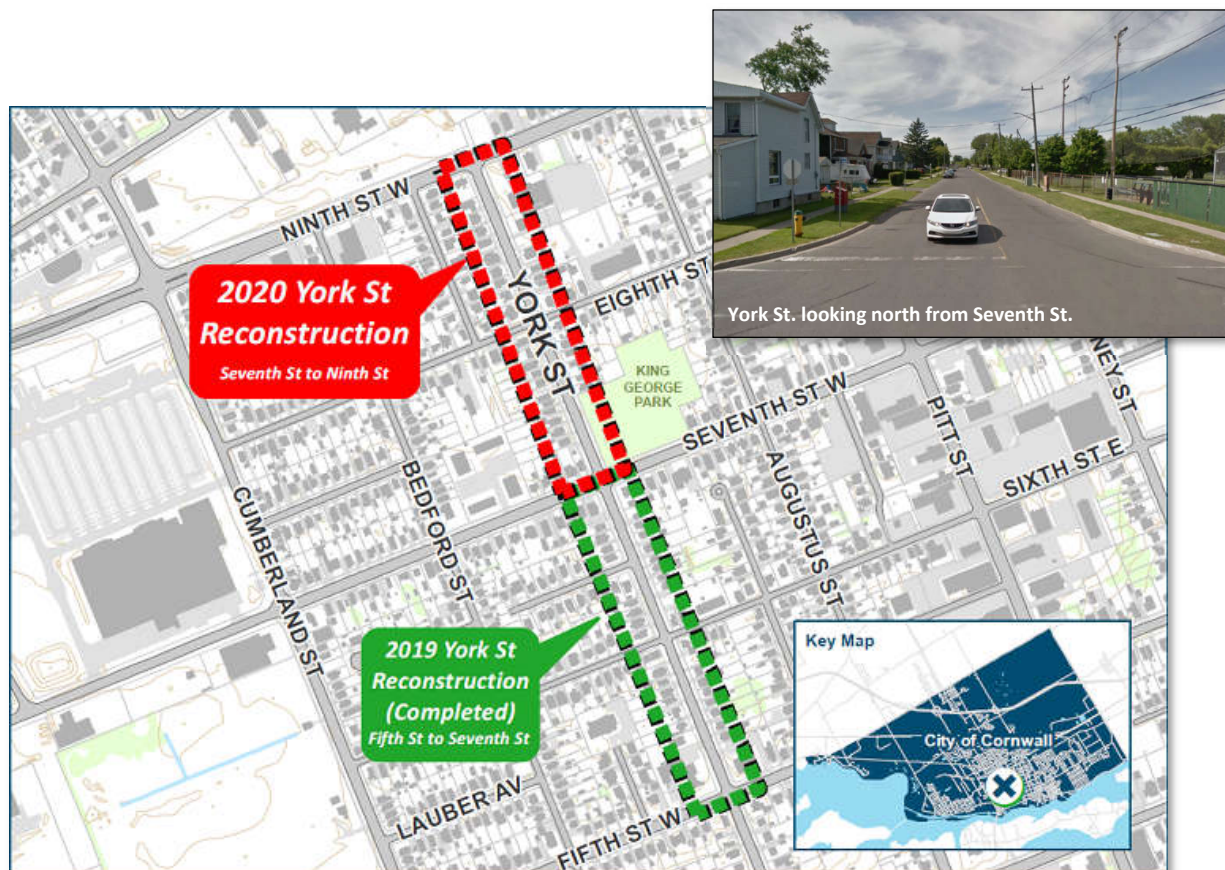 York St. looking north from Seventh St.
NINTH ST W
2020 York St
Reconstruction
Seventh St to Ninth St
YORK ST
EIGHTH ST
KING
GEORGE
PARK
SEVENTH ST W
PITT ST
NEY ST
SIXTH ST E
BEDFORD ST
AUGUSTUS ST
CUMBERLAND ST
2019 York St
Reconstruction
(Completed)
Fifth St to Seventh St
LAUBER AV
FIFTH ST W
Key Map
City of Cornwall